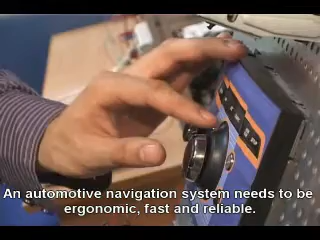 An automotive navigation system needs to be
ergonomic, fast and reliable.